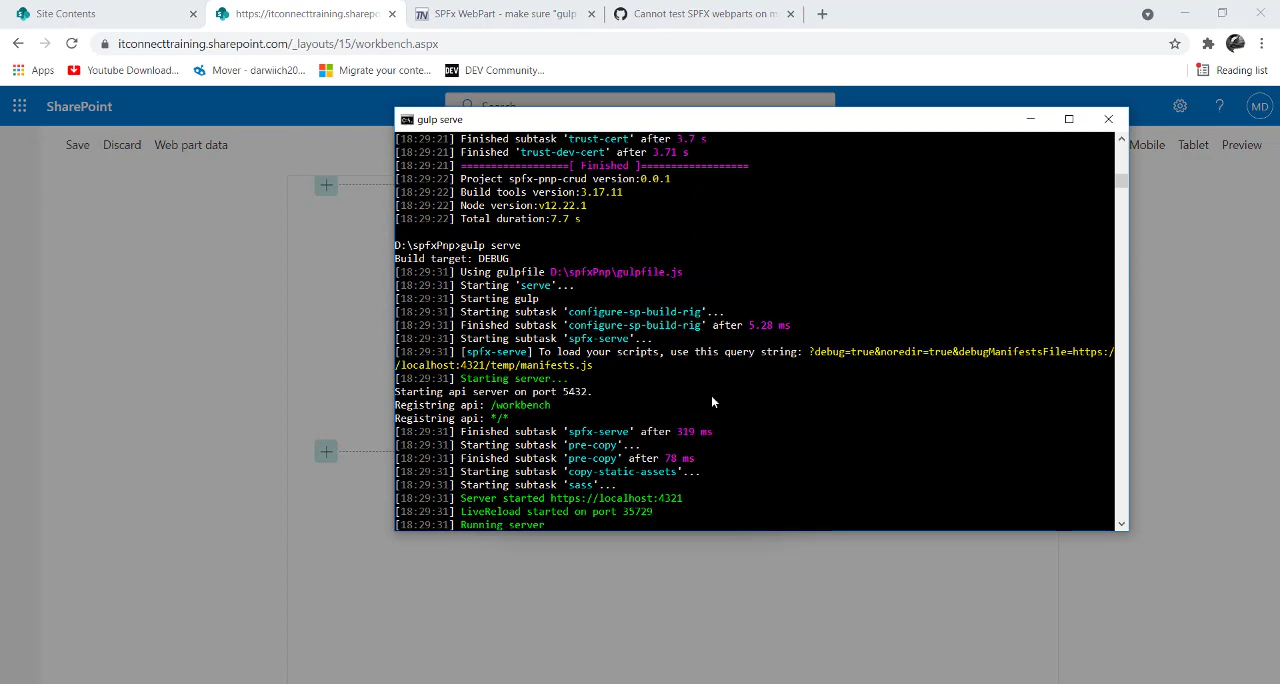 Site Contents
https://itconnecttraining.sharepo
SPFx WebPart - make sure "gulp
Cannot test SPFX webparts on m
itconnecttraining.sharepoint.com/_layouts/15/workbench.aspx
Apps
Youtube Download...
Mover - darwiich20...
Migrate your conte...
DEV
DEV Community...
Reading list
SharePoint
Search
MD
Save
Discard
Web part data
Mobile
Tablet
Preview
gulp serve
[18:29:21] Finished subtask 'trust-cert' after 3.7 s
[18:29:21] Finished 'trust-dev-cert' after 3.71 s
[18:29:21] ==================[ Finished ]==================
[18:29:22] Project spfx-pnp-crud version:0.0.1
[18:29:22] Build tools version:3.17.11
[18:29:22] Node version:v12.22.1
[18:29:22] Total duration:7.7 s
D:\spfxPnp>gulp serve
Build target: DEBUG
[18:29:31] Using gulpfile D:\spfxPnp\gulpfile.js
[18:29:31] Starting 'serve'...
[18:29:31] Starting gulp
[18:29:31] Starting subtask 'configure-sp-build-rig'...
[18:29:31] Finished subtask 'configure-sp-build-rig' after 5.28 ms
[18:29:31] Starting subtask 'spfx-serve'...
[18:29:31] [spfx-serve] To load your scripts, use this query string: ?debug=true&noredir=true&debugManifestsFile=https:/
/localhost:4321/temp/manifests.js
[18:29:31] Starting server...
Starting api server on port 5432.
Registring api: /workbench
Registring api: */*
[18:29:31] Finished subtask 'spfx-serve' after 319 ms
[18:29:31] Starting subtask 'pre-copy'...
[18:29:31] Finished subtask 'pre-copy' after 78 ms
[18:29:31] Starting subtask 'copy-static-assets'...
[18:29:31] Starting subtask 'sass'...
[18:29:31] Server started https://localhost:4321
[18:29:31] LiveReload started on port 35729
[18:29:31] Running server